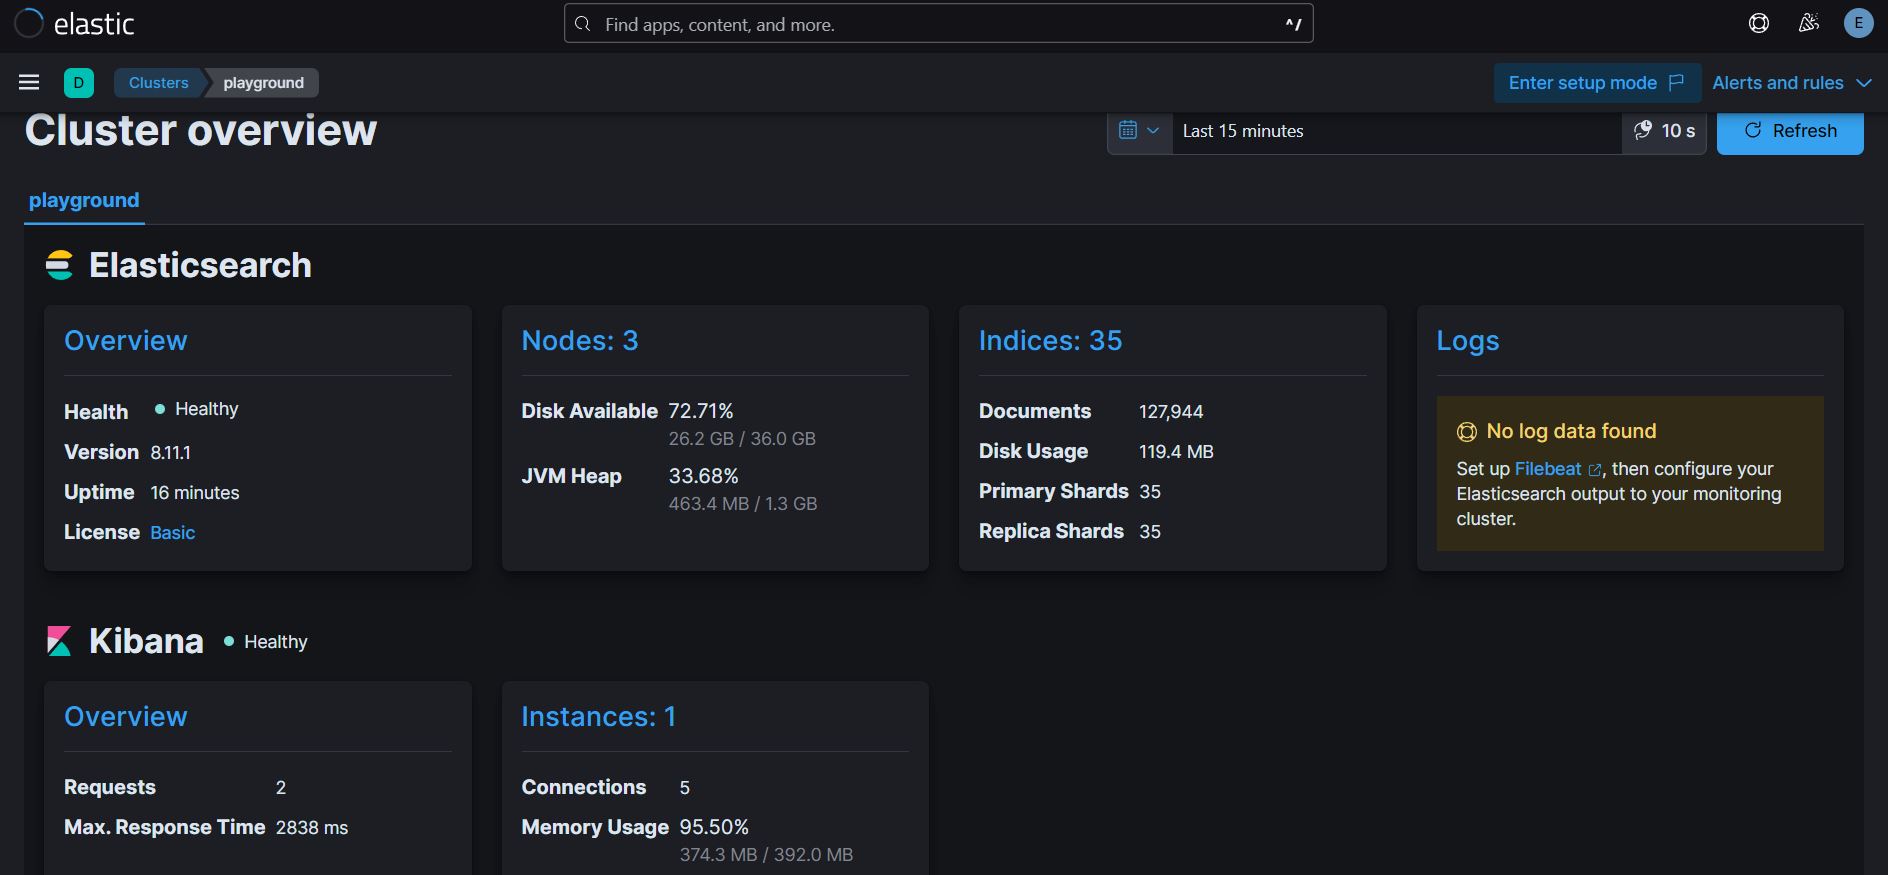 elastic
Find apps, content, and more.
^/
E
D
Clusters
playground
Enter setup mode
Alerts and rules
Cluster overview
Last 15 minutes
10 s
Refresh
playground
Elasticsearch
Overview
Health Healthy
Version 8.11.1
Uptime 16 minutes
License Basic
Nodes: 3
Disk Available 72.71%
26.2 GB / 36.0 GB
JVM Heap 33.68%
463.4 MB / 1.3 GB
Indices: 35
Documents 127,944
Disk Usage 119.4 MB
Primary Shards 35
Replica Shards 35
Logs
No log data found
Set up Filebeat , then configure your
Elasticsearch output to your monitoring
cluster.
Kibana Healthy
Overview
Requests 2
Max. Response Time 2838 ms
Instances: 1
Connections 5
Memory Usage 95.50%
374.3 MB / 392.0 MB